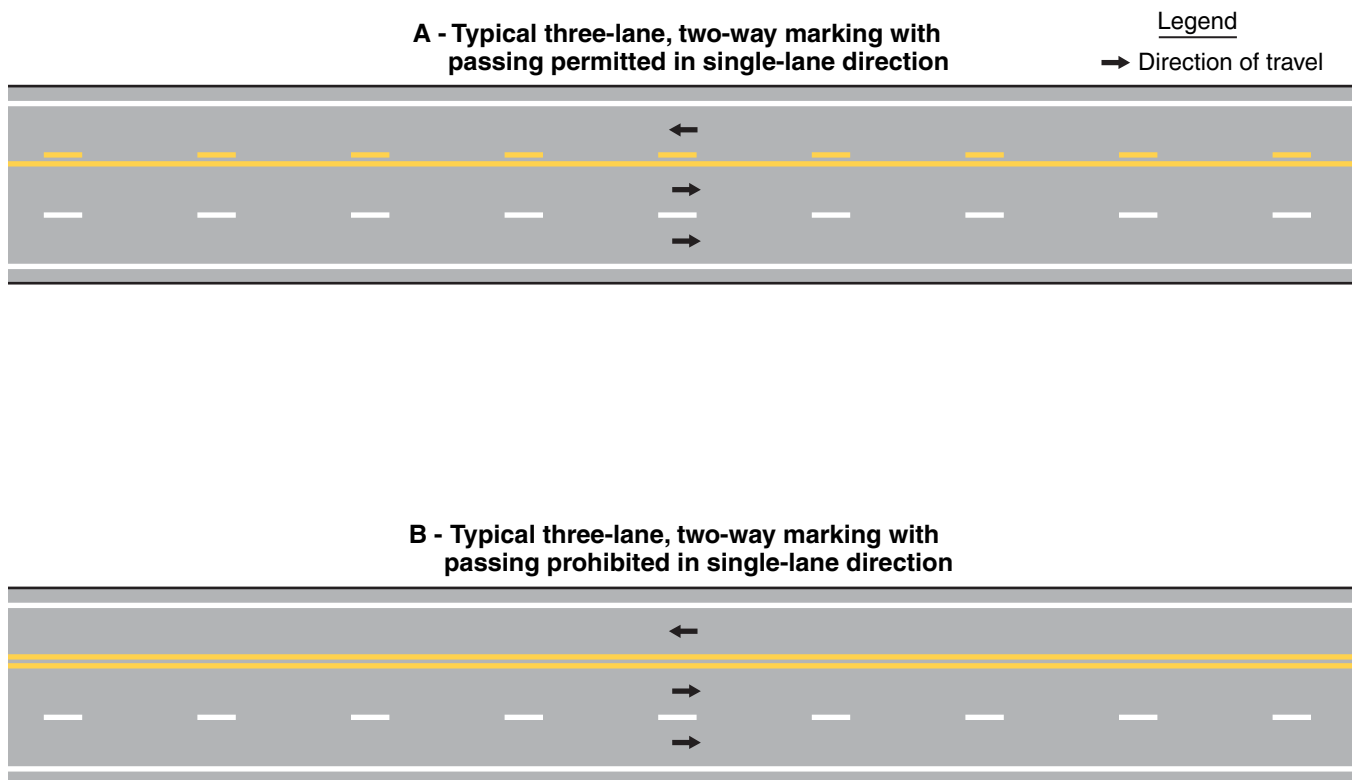 A - Typical three-lane, two-way marking with
passing permitted in single-lane direction
Legend
Direction of travel
B - Typical three-lane, two-way marking with
passing prohibited in single-lane direction